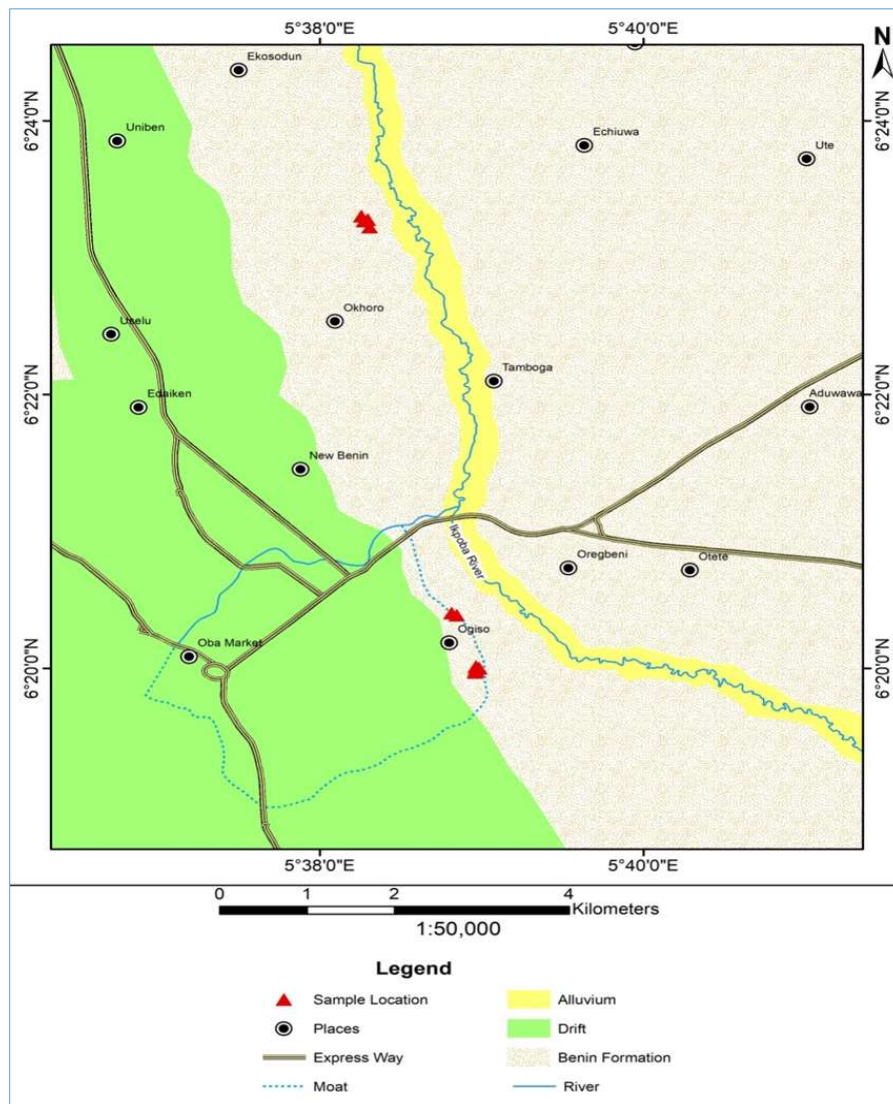 5°38'0"E
5°40'0"E
N
Ekosodun
6°24'0"N
6°24'0"N
Uniben
Echiuwa
Ute
Okhoro
Uselu
Tamboga
6°22'0"N
6°22'0"N
Edaiken
Aduwawa
New Benin
Ikpoba River
Oregbeni
Otete
Ogiso
Oba Market
6°20'0"N
6°20'0"N
5°38'0"E
5°40'0"E
0 1 2 4
Kilometers
1:50,000
Legend
Sample Location
Alluvium
Places
Drift
Express Way
Benin Formation
Moat
River